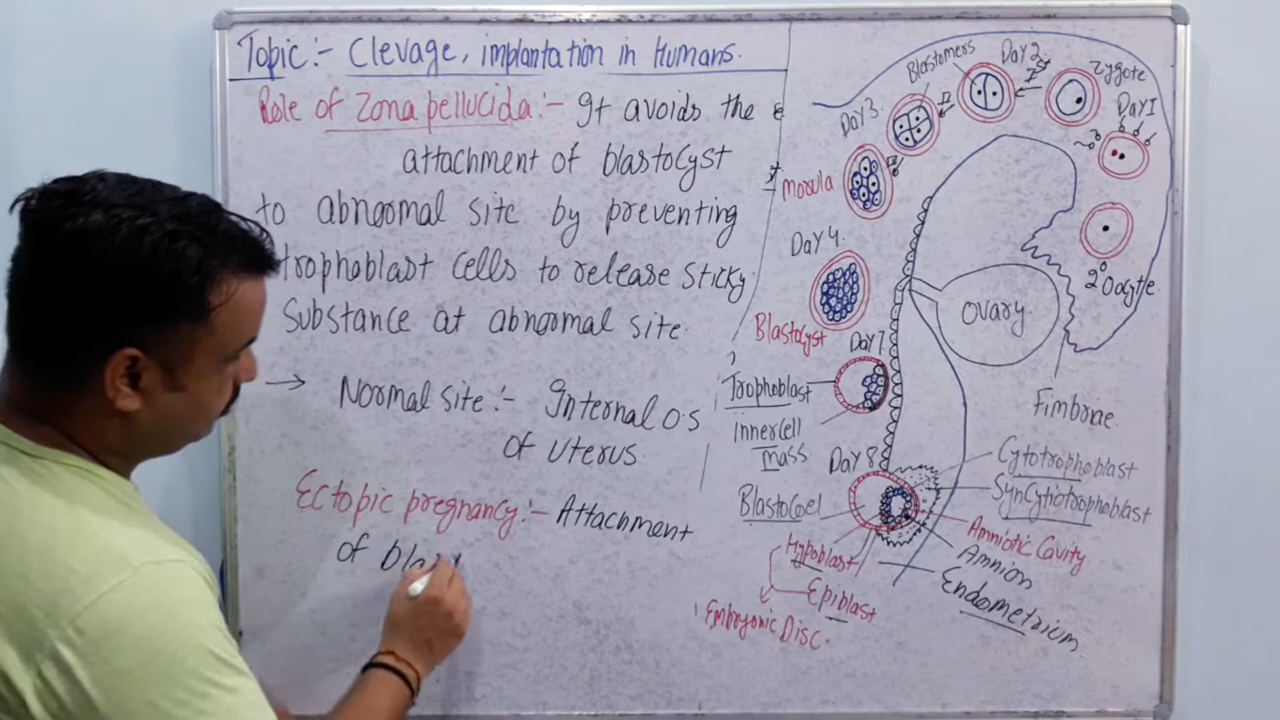 Topic:- Clevage, implantation in Humans.
Role of Zona pellucida:- It avoids the
attachment of blastocyst
to abnormal site by preventing
trophoblast cells to release sticky
Substance at abnormal site.
→ Normal site:- Internal O.S
of Uterus.
Ectopic pregnancy:- Attachment
of bla
Blastomers
Day 2
Zygote
Day 1
Day 3
I
II
III
Morula
2° Oocyte
Day 4
Blastocyst
Ovary
Day 7
Trophoblast
Inner Cell
mass
Fimbriae
Day 8
Cytotrophoblast
Syncytiotrophoblast
Blastocoel
Amniotic Cavity
Hypoblast
Amnion
Epiblast
Endometrium
Embryonic Disc.